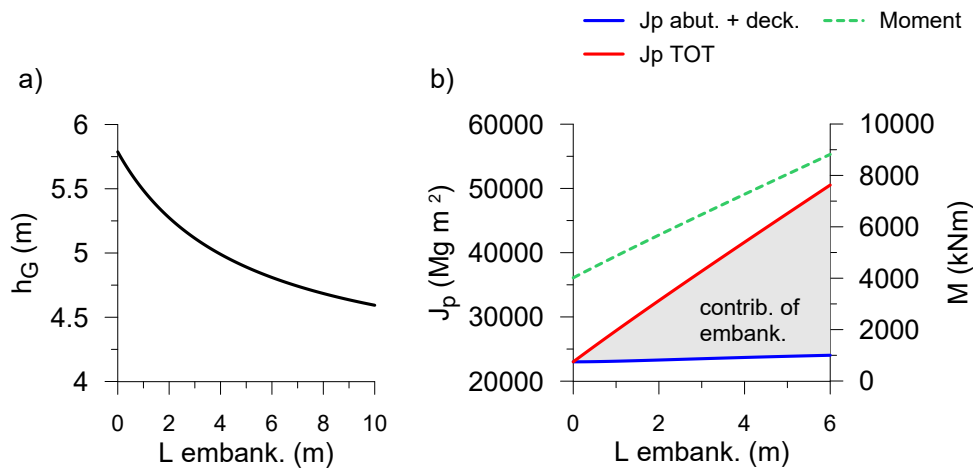 Jp abut. + deck.
Moment
Jp TOT
a)
b)
6
5.5
5
4.5
4
h_G (m)
0
2
4
6
8
10
L embank. (m)
60000
50000
40000
30000
20000
J_p (Mg m ²)
10000
8000
6000
4000
2000
0
M (kNm)
contrib. of
embank.
0
2
4
6
L embank. (m)